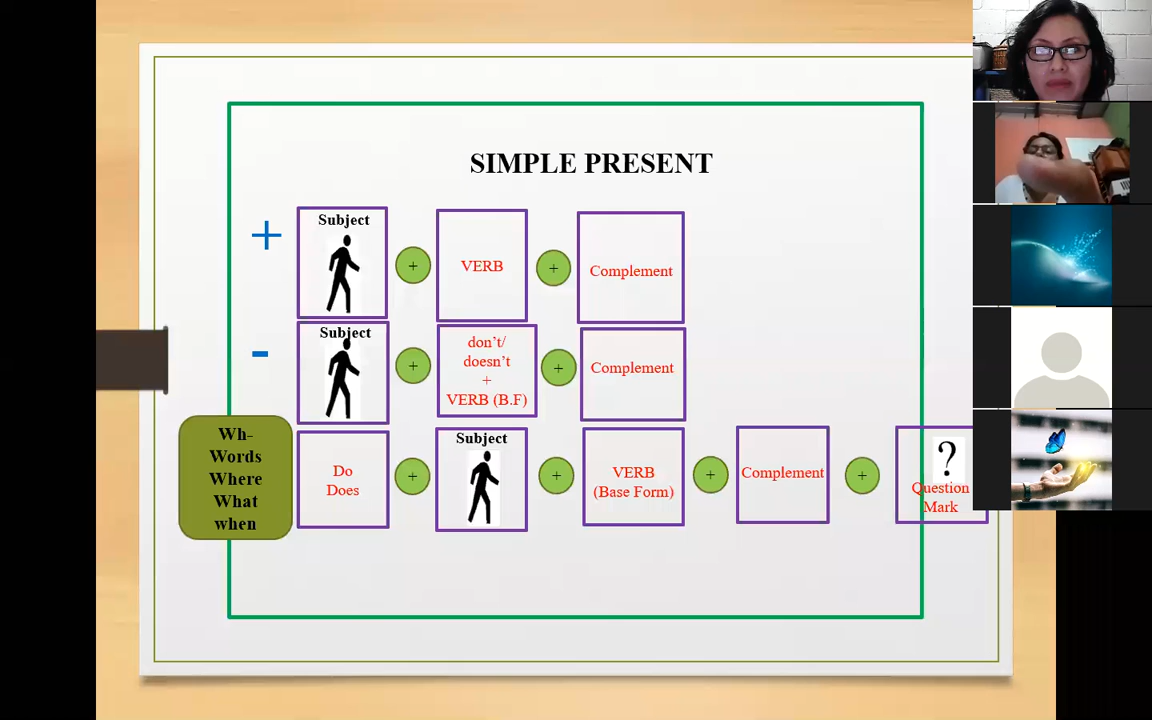 SIMPLE PRESENT
+
Subject
+
VERB
+
Complement
-
Subject
+
don't/
doesn't
+
VERB (B.F)
+
Complement
Wh-
Words
Where
What
when
Do
Does
+
Subject
+
VERB
(Base Form)
+
Complement
+
?
Question
Mark